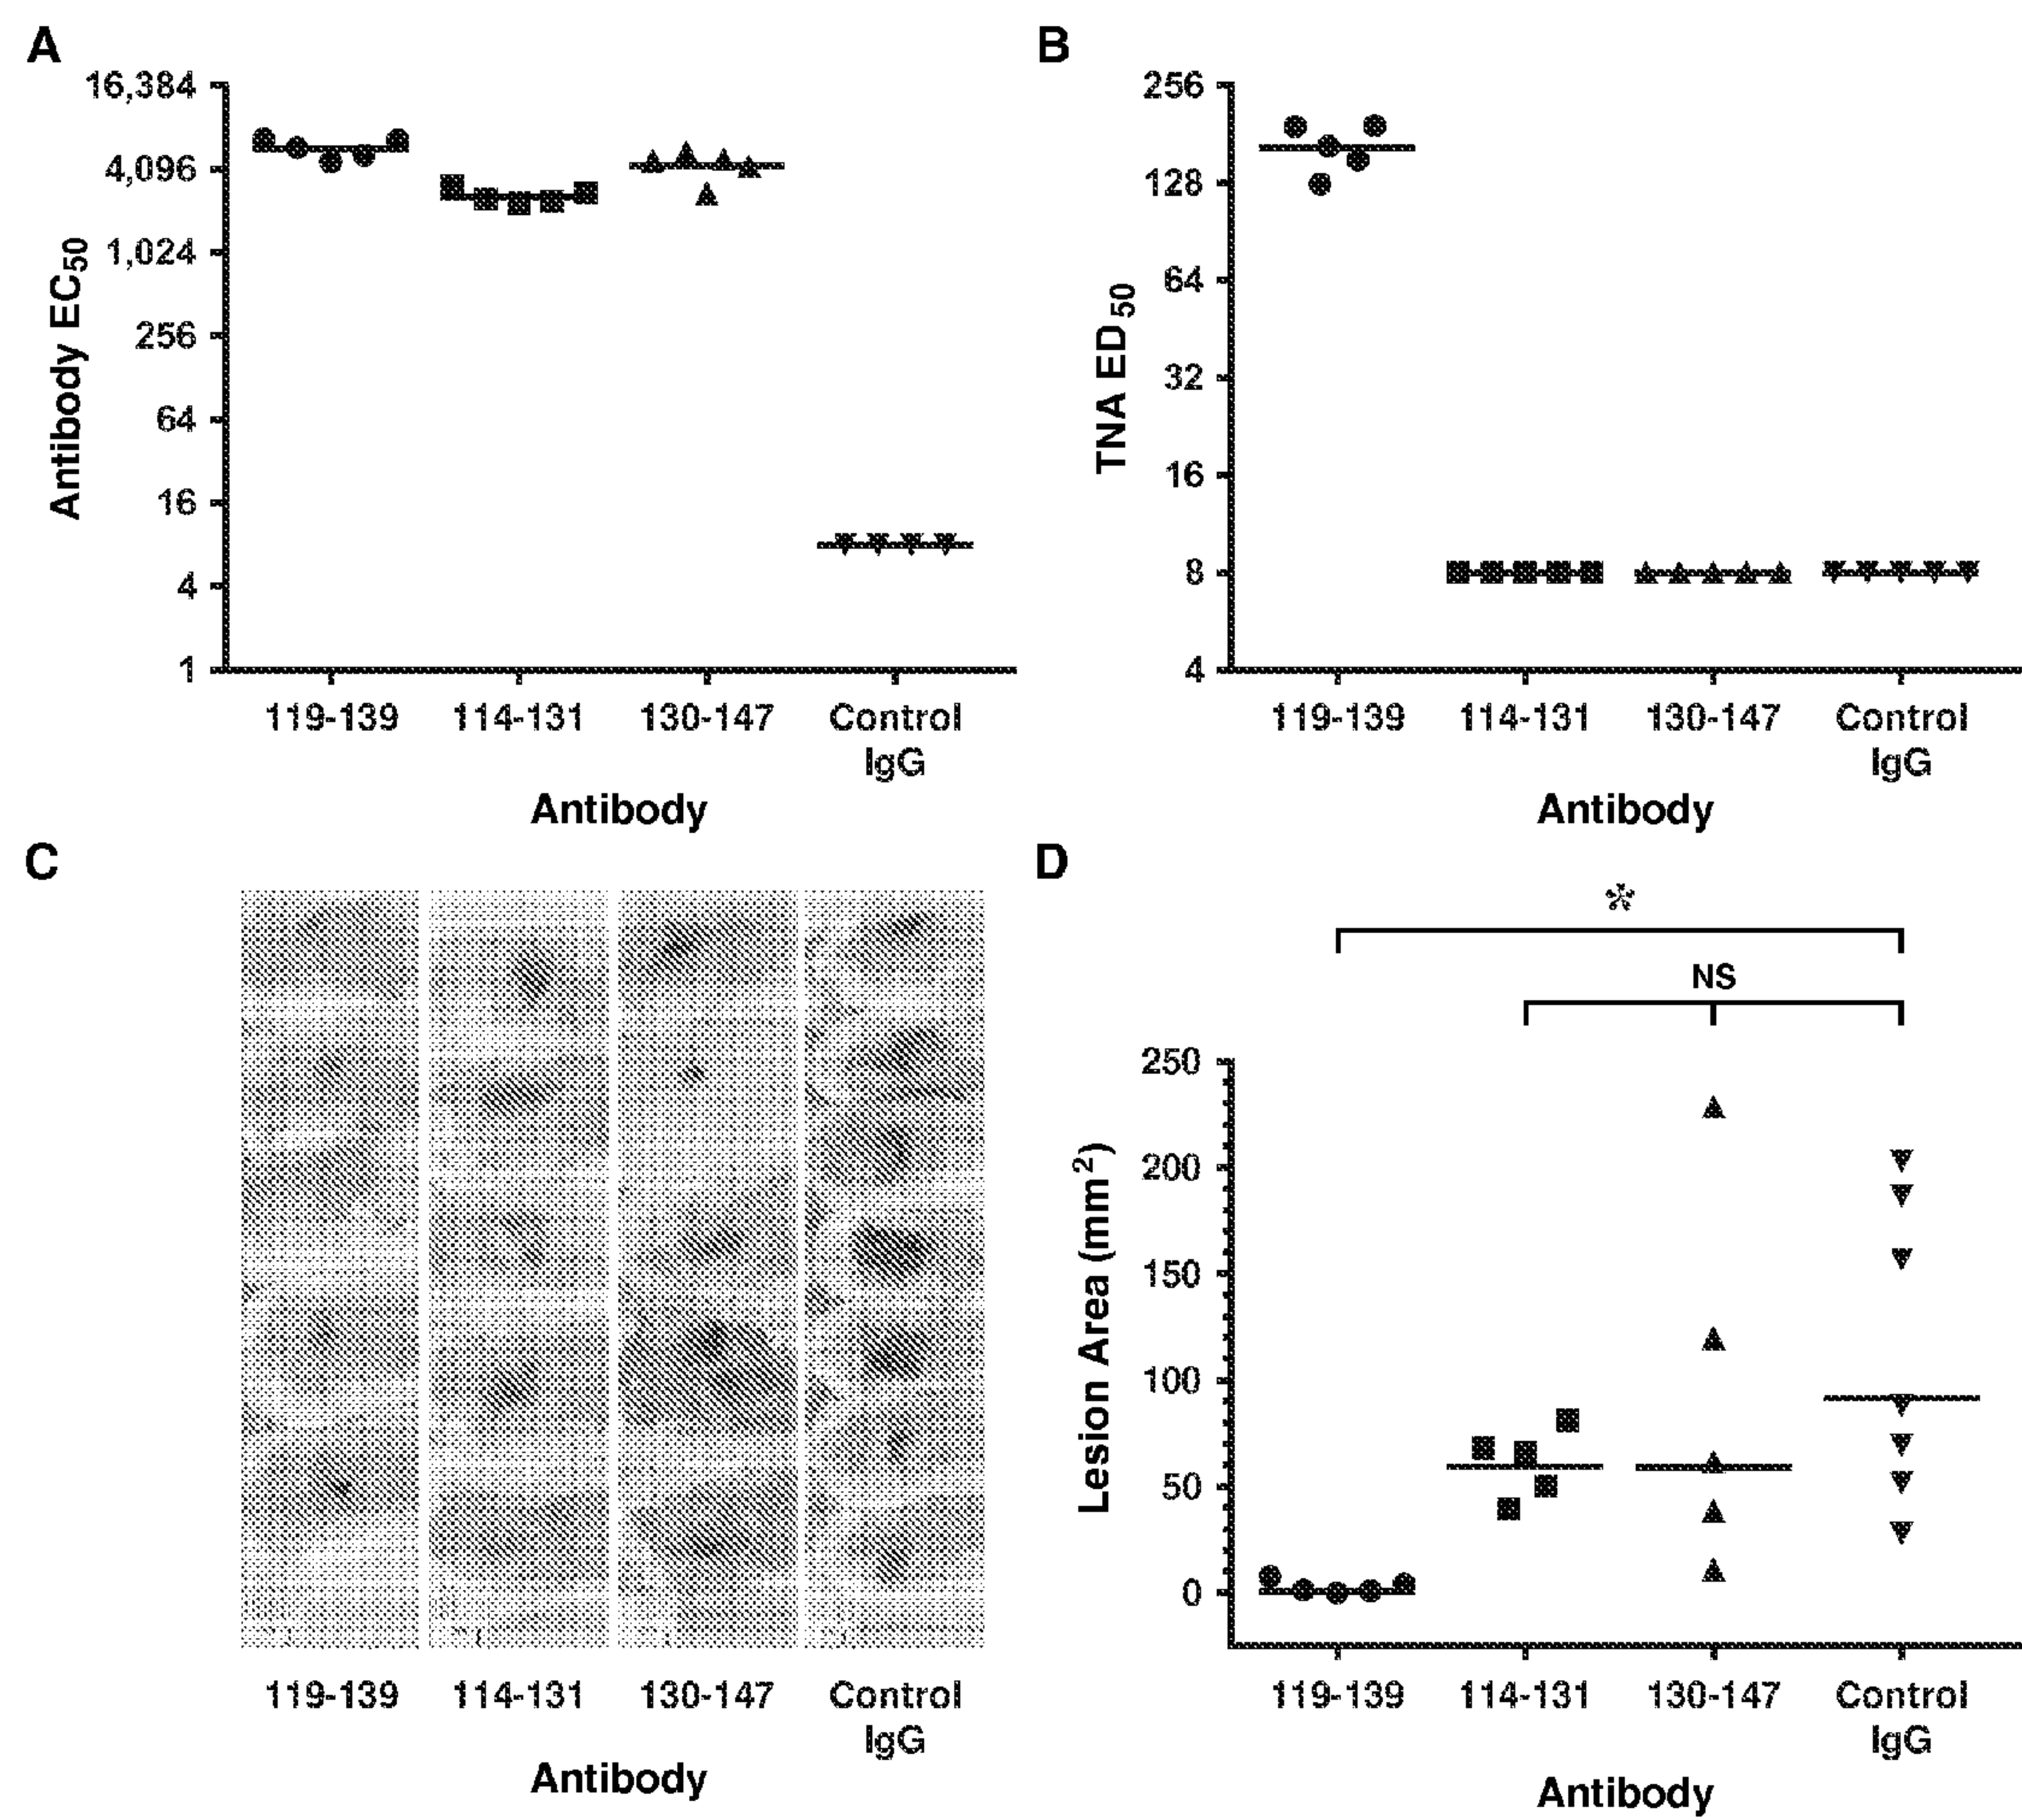 A
16,384
4,096
1,024
256
64
16
4
1
Antibody EC50
119-139 114-131 130-147 Control
IgG
Antibody
B
256
128
64
32
16
8
4
TNA ED50
119-139 114-131 130-147 Control
IgG
Antibody
C
119-139 114-131 130-147 Control
IgG
Antibody
D
*
NS
250
200
150
100
50
0
Lesion Area (mm2)
119-139 114-131 130-147 Control
IgG
Antibody